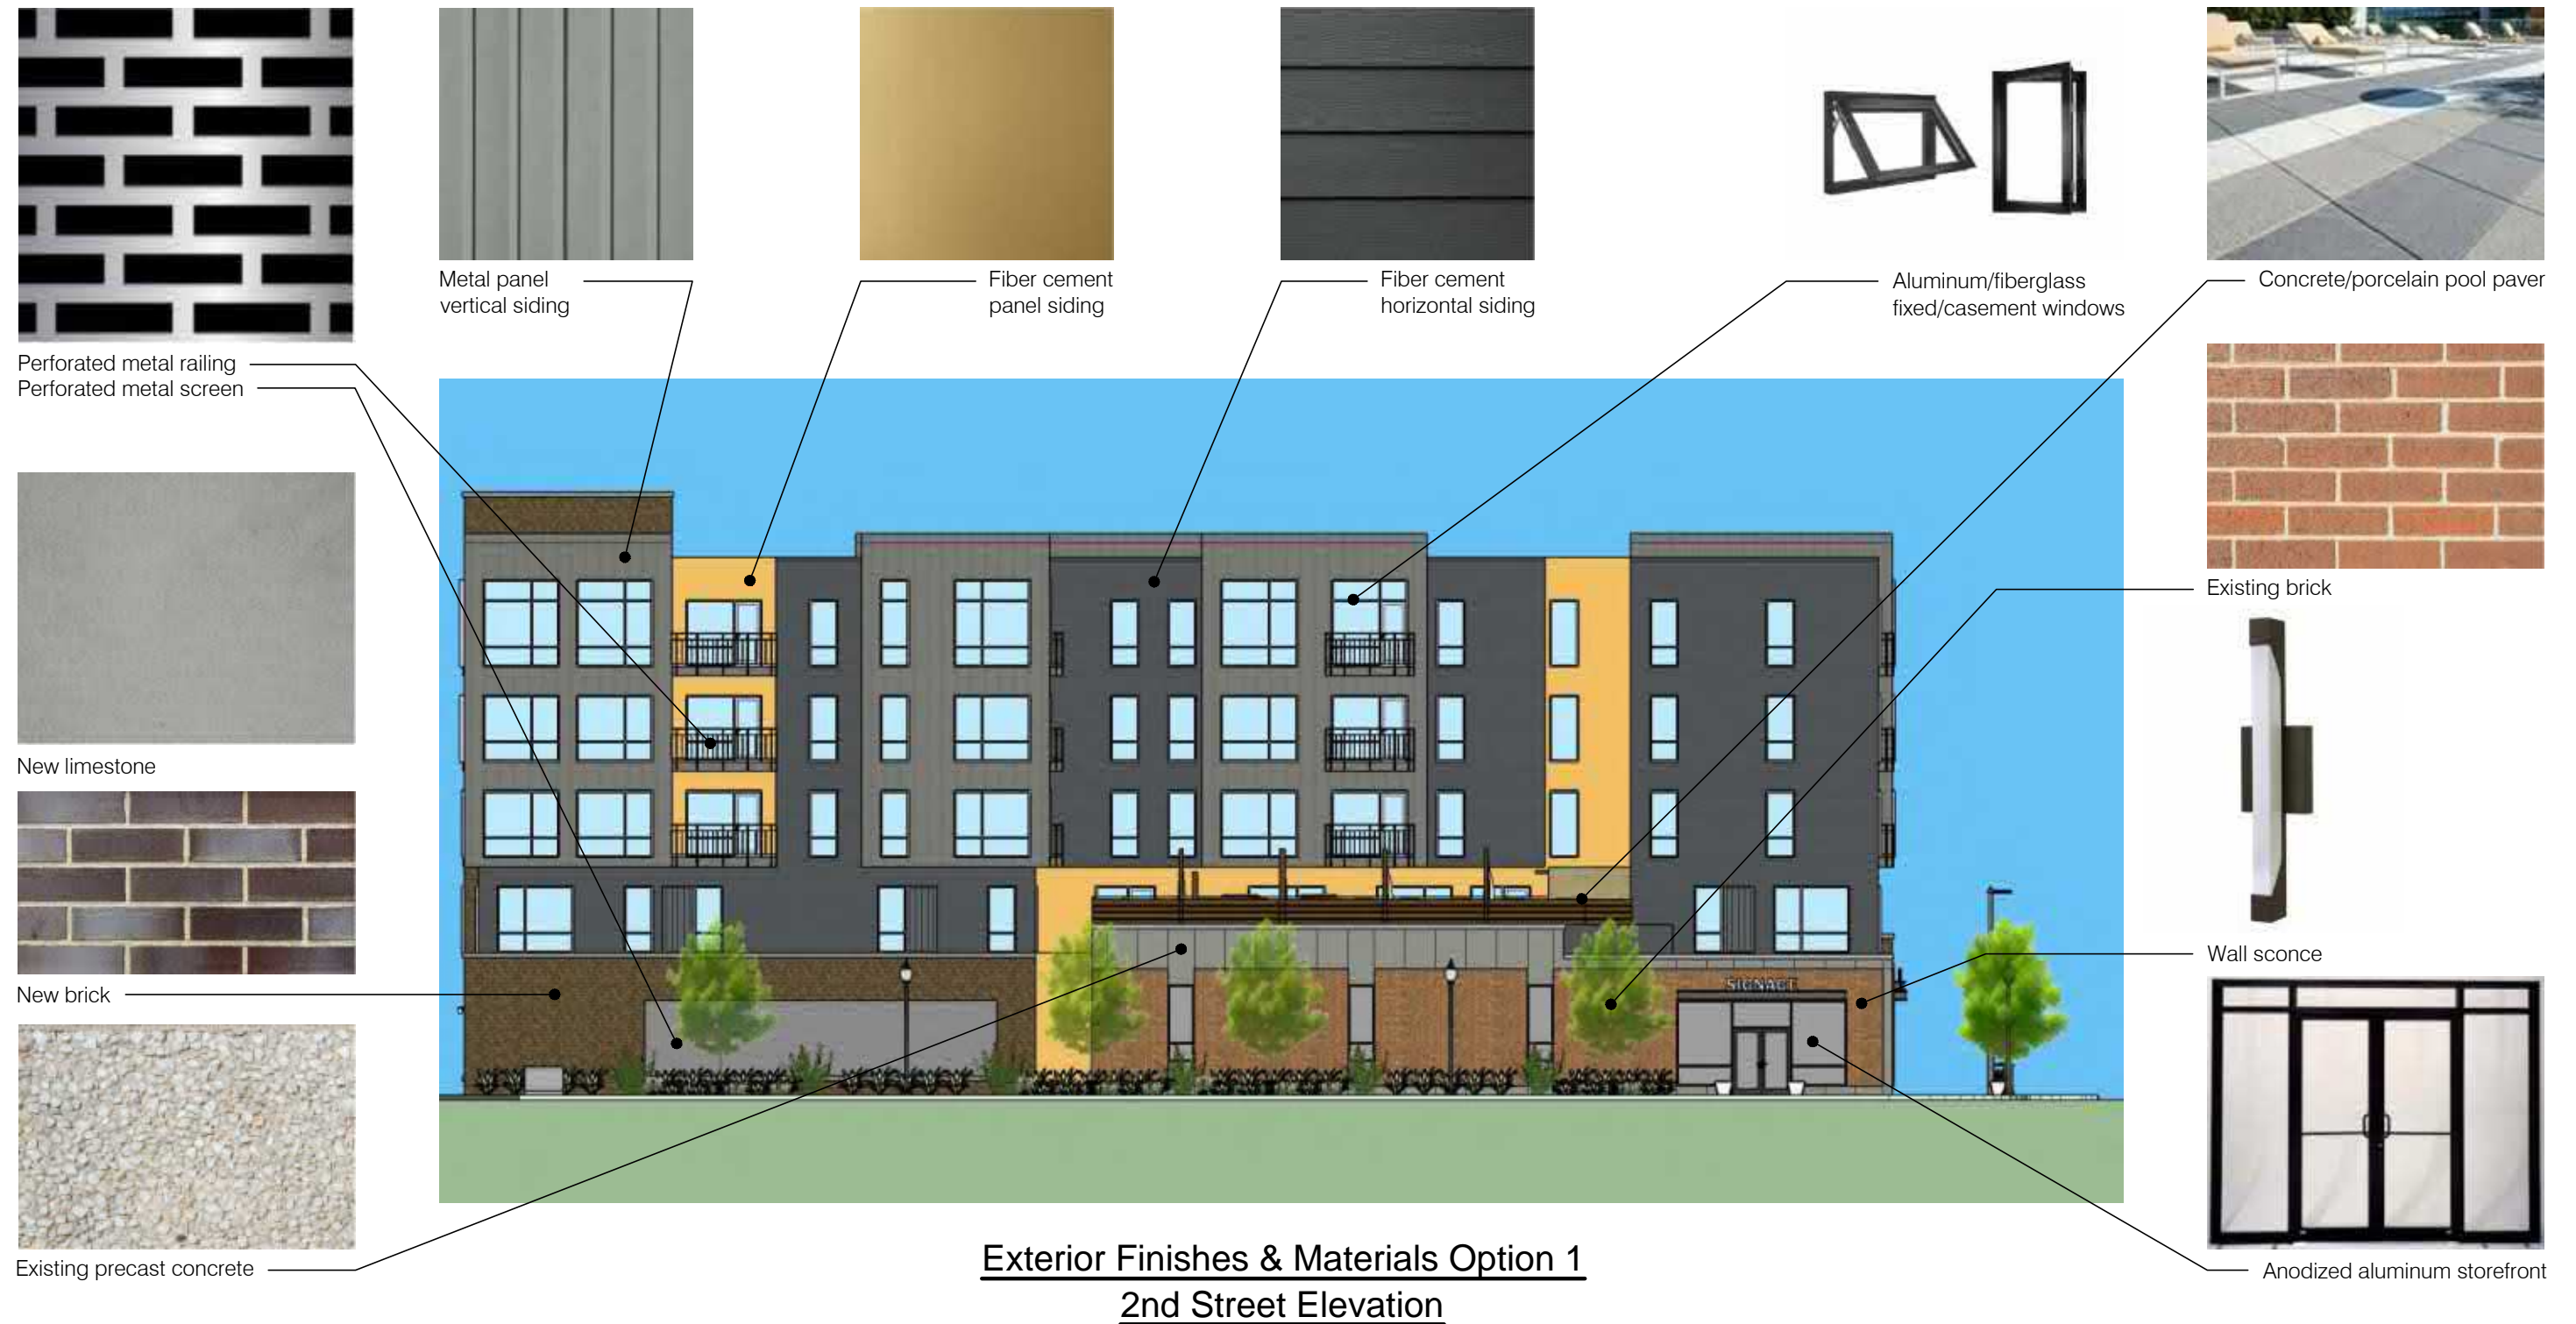 Metal panel
vertical siding
Fiber cement
panel siding
Fiber cement
horizontal siding
Aluminum/fiberglass
fixed/casement windows
Concrete/porcelain pool paver
Perforated metal railing
Perforated metal screen
Existing brick
New limestone
Wall sconce
New brick
SIGNAGE
Existing precast concrete
Anodized aluminum storefront
Exterior Finishes & Materials Option 1
2nd Street Elevation